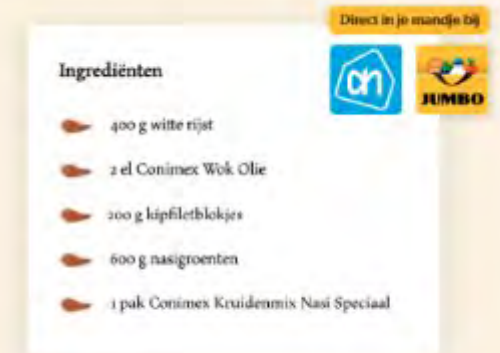 Direct in je mandje bij
Ingrediënten
ah
JUMBO
400 g witte rijst
2 el Conimex Wok Olie
200 g kipfiletblokjes
600 g nasigroenten
1 pak Conimex Kruidenmix Nasi Speciaal